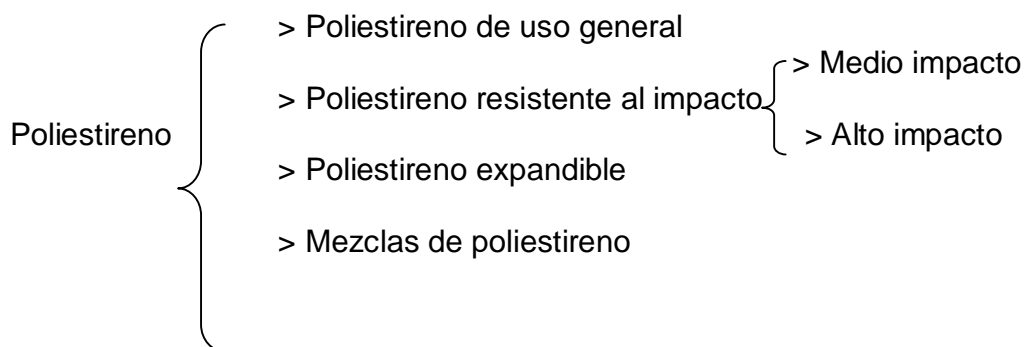 > Poliestireno de uso general
> Medio impacto
> Poliestireno resistente al impacto
Poliestireno
> Alto impacto
> Poliestireno expandible
> Mezclas de poliestireno